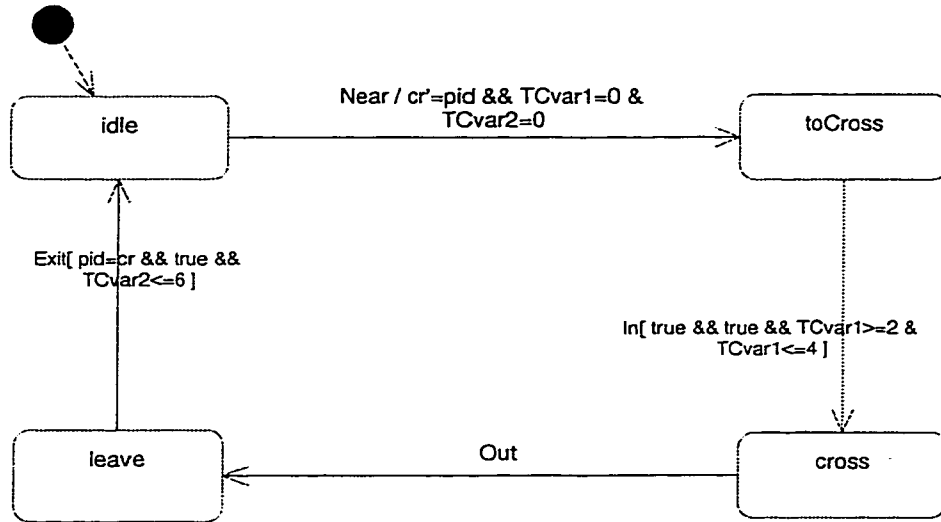 idle
Near / cr'=pid && TCvar1=0 &
TCvar2=0
toCross
Exit[ pid=cr && true &&
TCvar2<=6 ]
In[ true && true && TCvar1>=2 &
TCvar1<=4 ]
leave
Out
cross